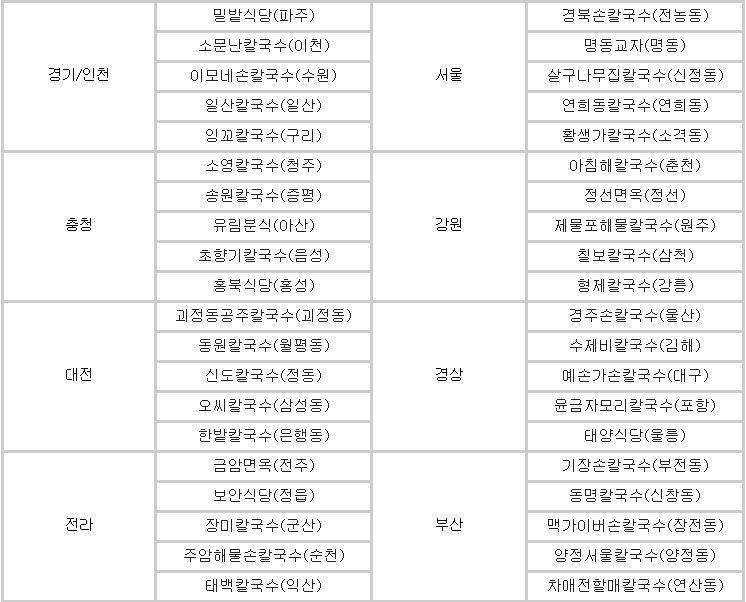 경기/인천
밀밭식당(파주)
소문난칼국수(이천)
이모네손칼국수(수원)
일산칼국수(일산)
잉꼬칼국수(구리)
서울
경북손칼국수(전농동)
명동교자(명동)
살구나무집칼국수(신정동)
연희동칼국수(연희동)
황생가칼국수(소격동)
충청
소영칼국수(청주)
송원칼국수(증평)
유림분식(아산)
초향기칼국수(음성)
홍북식당(홍성)
강원
아침해칼국수(춘천)
정선면옥(정선)
제물포해물칼국수(원주)
칠보칼국수(삼척)
형제칼국수(강릉)
대전
괴정동공주칼국수(괴정동)
동원칼국수(월평동)
신도칼국수(정동)
오씨칼국수(삼성동)
한밭칼국수(은행동)
경상
경주손칼국수(울산)
수제비칼국수(김해)
예손가손칼국수(대구)
윤금자모리칼국수(포항)
태양식당(울릉)
전라
금암면옥(전주)
보안식당(정읍)
장미칼국수(군산)
주암해물손칼국수(순천)
태백칼국수(익산)
부산
기장손칼국수(부전동)
동명칼국수(신창동)
맥가이버손칼국수(장전동)
양정서울칼국수(양정동)
차애전할매칼국수(연산동)